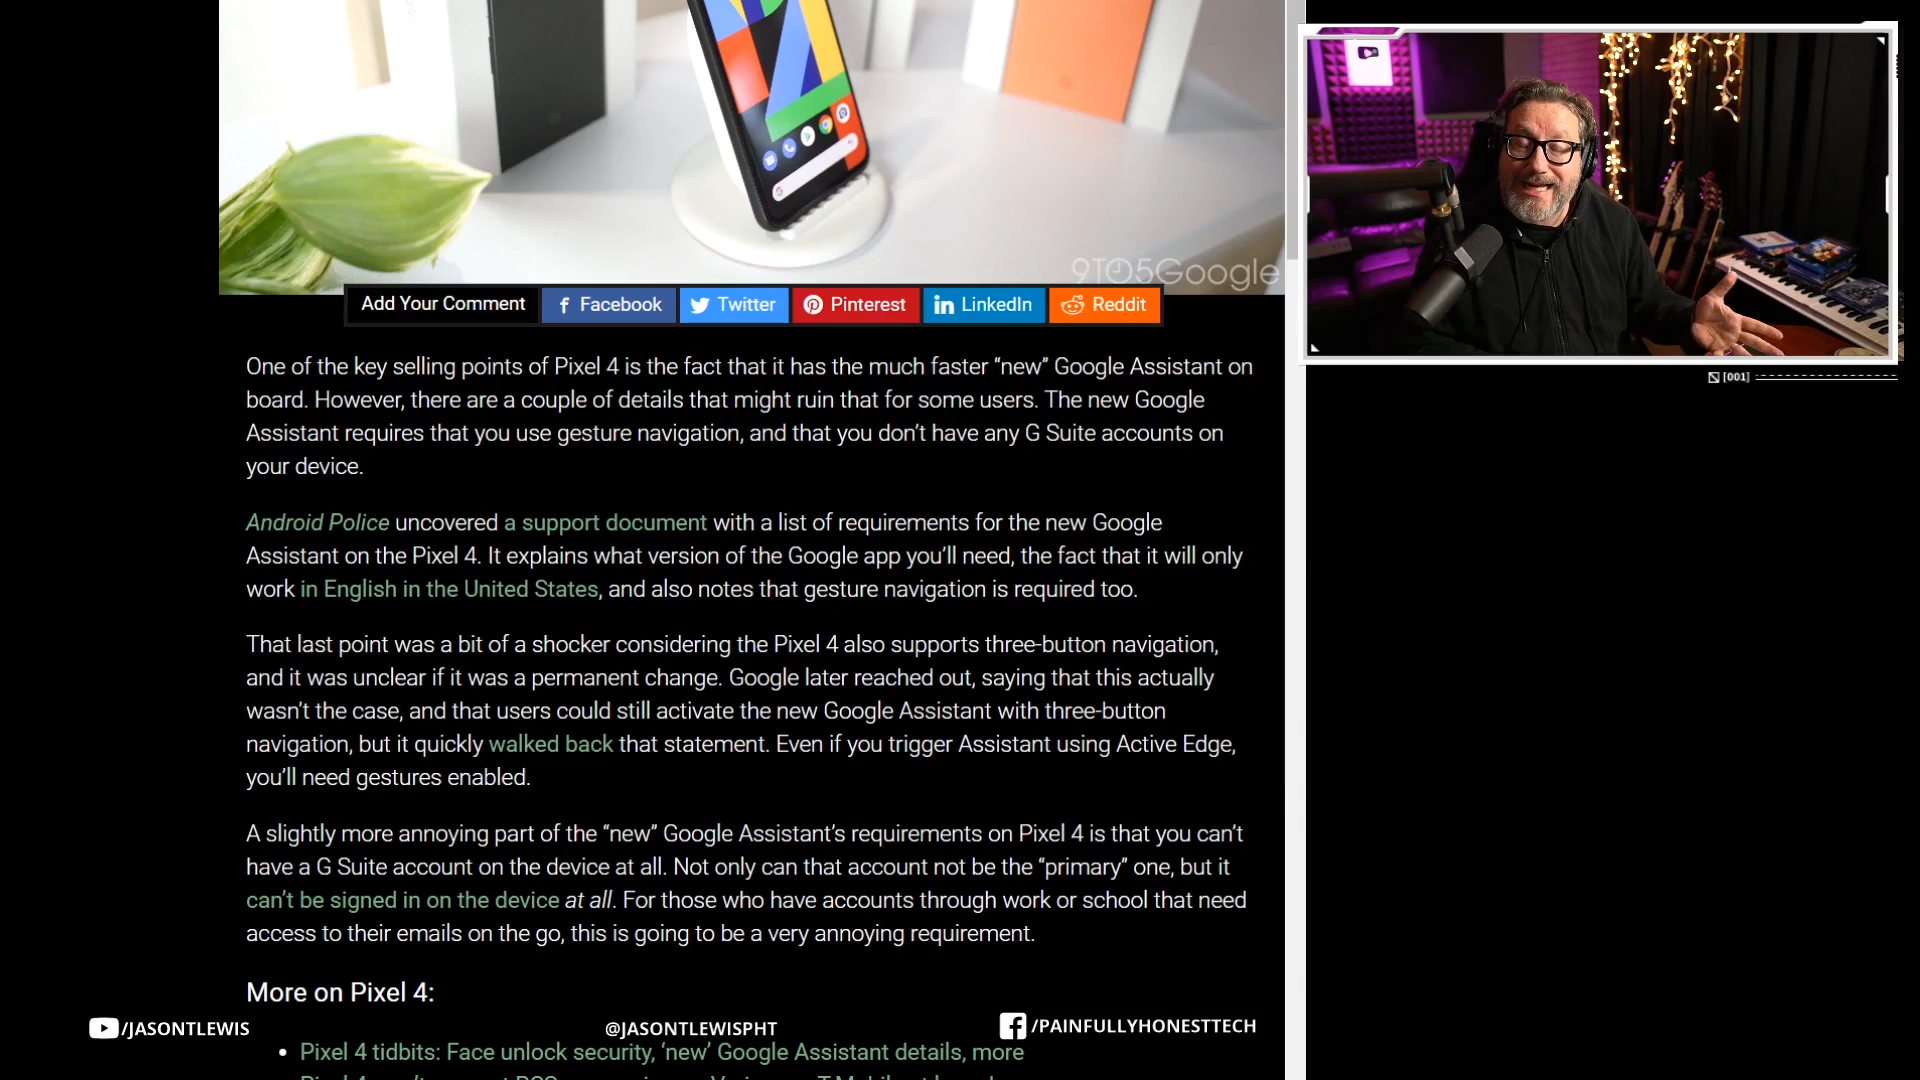 9TO5Google
Add Your Comment
Facebook
Twitter
Pinterest
LinkedIn
Reddit
[001]
One of the key selling points of Pixel 4 is the fact that it has the much faster “new” Google Assistant on
board. However, there are a couple of details that might ruin that for some users. The new Google
Assistant requires that you use gesture navigation, and that you don’t have any G Suite accounts on
your device.
Android Police uncovered a support document with a list of requirements for the new Google
Assistant on the Pixel 4. It explains what version of the Google app you’ll need, the fact that it will only
work in English in the United States, and also notes that gesture navigation is required too.
That last point was a bit of a shocker considering the Pixel 4 also supports three-button navigation,
and it was unclear if it was a permanent change. Google later reached out, saying that this actually
wasn’t the case, and that users could still activate the new Google Assistant with three-button
navigation, but it quickly walked back that statement. Even if you trigger Assistant using Active Edge,
you’ll need gestures enabled.
A slightly more annoying part of the “new” Google Assistant’s requirements on Pixel 4 is that you can’t
have a G Suite account on the device at all. Not only can that account not be the “primary” one, but it
can’t be signed in on the device at all. For those who have accounts through work or school that need
access to their emails on the go, this is going to be a very annoying requirement.
More on Pixel 4:
/JASONTLEWIS
@JASONTLEWISPHT
/PAINFULLYHONESTTECH
• Pixel 4 tidbits: Face unlock security, ‘new’ Google Assistant details, more